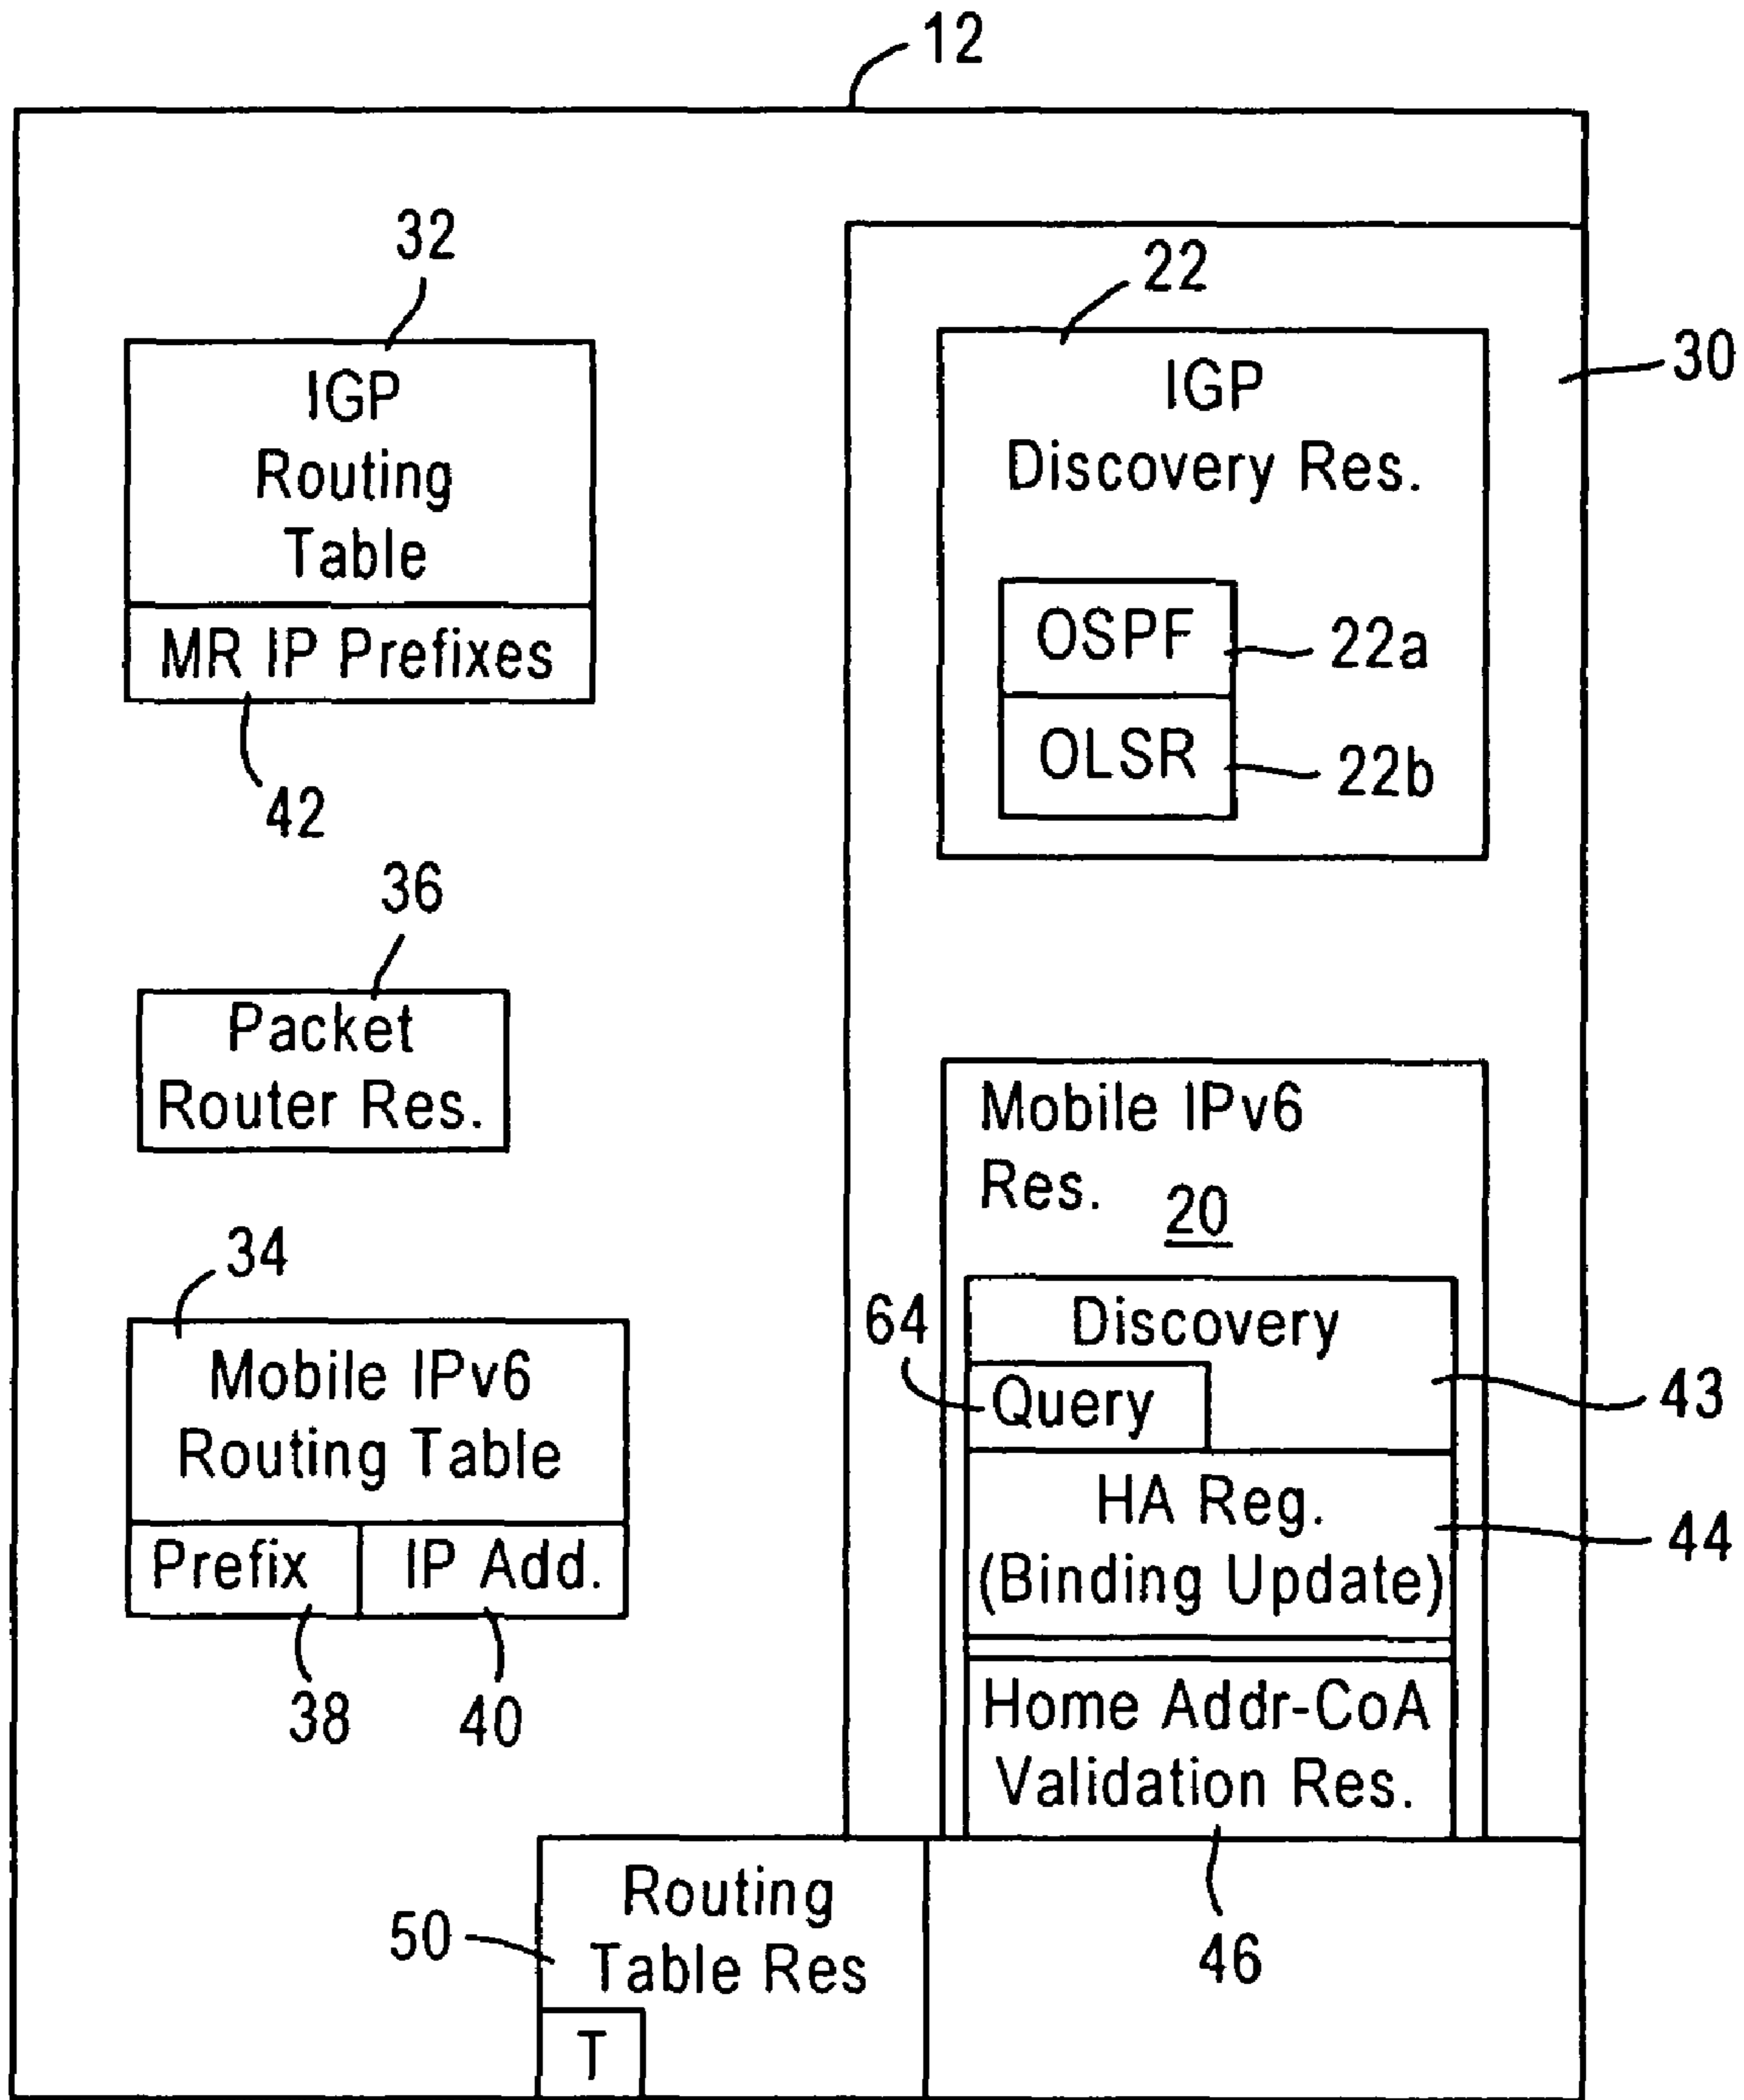 12
32
IGP
Routing
Table
MR IP Prefixes
42
36
Packet
Router Res.
34
Mobile IPv6
Routing Table
Prefix
IP Add.
38
40
22
30
IGP
Discovery Res.
OSPF
22a
OLSR
22b
Mobile IPv6
Res.
20
64
Discovery
Query
43
HA Reg.
(Binding Update)
44
Home Addr-CoA
Validation Res.
46
50
Routing
Table Res
T